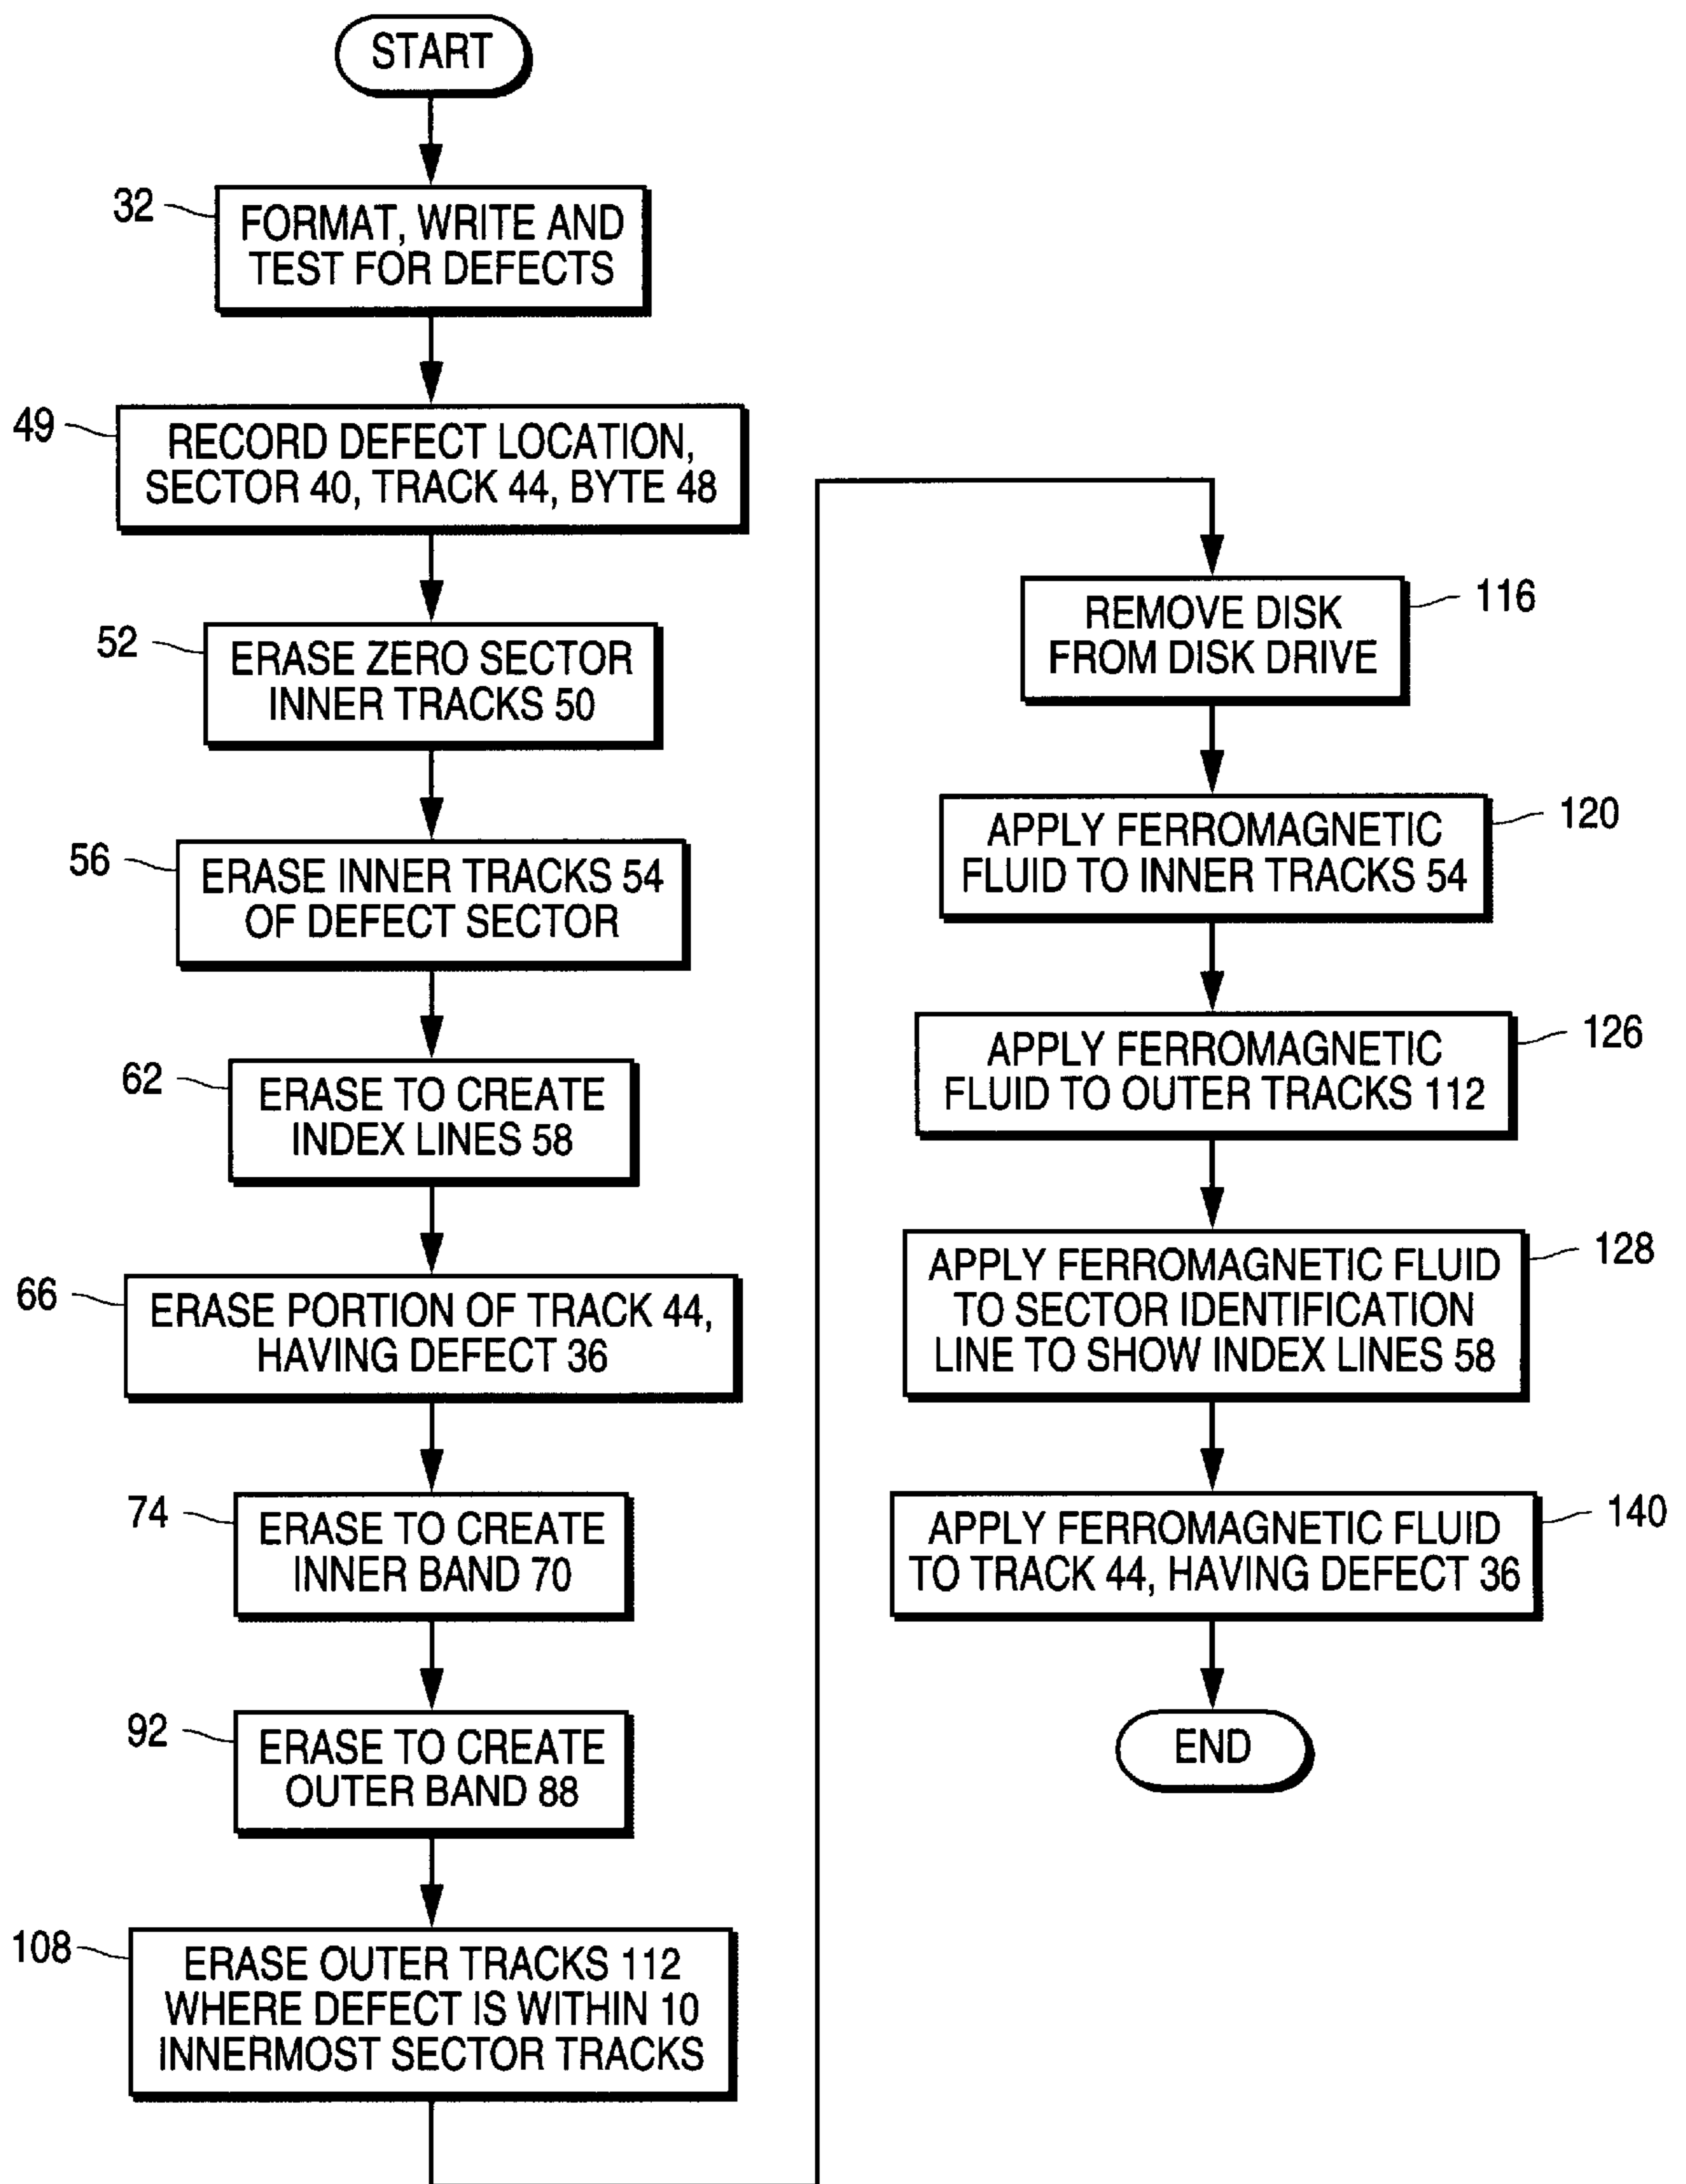 START
32
FORMAT, WRITE AND
TEST FOR DEFECTS
49
RECORD DEFECT LOCATION,
SECTOR 40, TRACK 44, BYTE 48
52
ERASE ZERO SECTOR
INNER TRACKS 50
56
ERASE INNER TRACKS 54
OF DEFECT SECTOR
62
ERASE TO CREATE
INDEX LINES 58
66
ERASE PORTION OF TRACK 44,
HAVING DEFECT 36
74
ERASE TO CREATE
INNER BAND 70
92
ERASE TO CREATE
OUTER BAND 88
108
ERASE OUTER TRACKS 112
WHERE DEFECT IS WITHIN 10
INNERMOST SECTOR TRACKS
116
REMOVE DISK
FROM DISK DRIVE
120
APPLY FERROMAGNETIC
FLUID TO INNER TRACKS 54
126
APPLY FERROMAGNETIC
FLUID TO OUTER TRACKS 112
128
APPLY FERROMAGNETIC FLUID
TO SECTOR IDENTIFICATION
LINE TO SHOW INDEX LINES 58
140
APPLY FERROMAGNETIC FLUID
TO TRACK 44, HAVING DEFECT 36
END